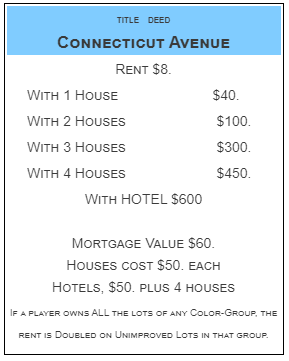 TITLE DEED
CONNECTICUT AVENUE
RENT $8.
WITH 1 HOUSE $40.
WITH 2 HOUSES $100.
WITH 3 HOUSES $300.
WITH 4 HOUSES $450.
WITH HOTEL $600
MORTGAGE VALUE $60.
HOUSES COST $50. EACH
HOTELS, $50. PLUS 4 HOUSES
IF A PLAYER OWNS ALL THE LOTS OF ANY COLOR-GROUP, THE
RENT IS DOUBLED ON UNIMPROVED LOTS IN THAT GROUP.